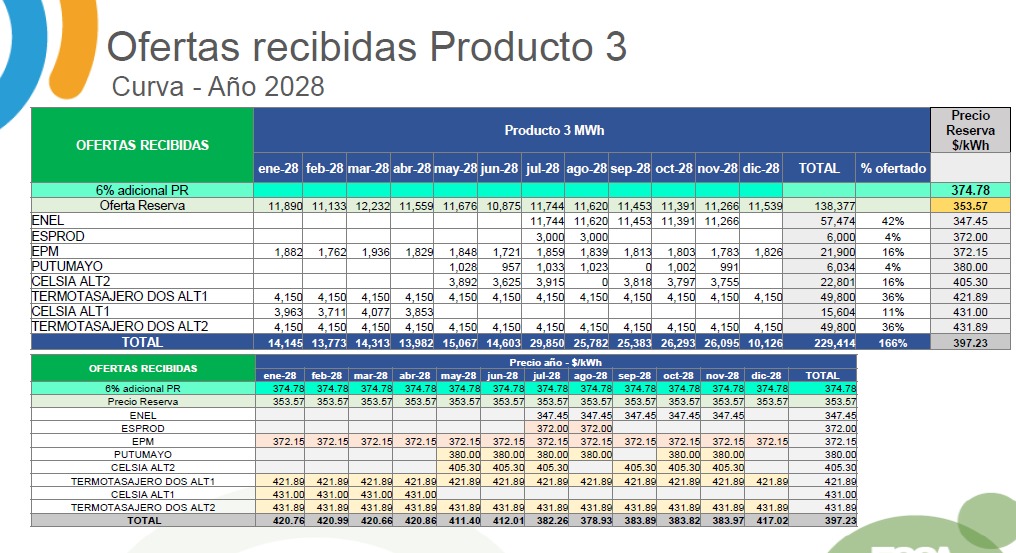 Ofertas recibidas Producto 3
Curva - Año 2028
OFERTAS RECIBIDAS Producto 3 MWh Precio Reserva $/kWh
ene-28 feb-28 mar-28 abr-28 may-28 jun-28 jul-28 ago-28 sep-28 oct-28 nov-28 dic-28 TOTAL % ofertado
6% adicional PR 374.78
Oferta Reserva 11,890 11,133 12,232 11,559 11,676 10,875 11,744 11,620 11,453 11,391 11,266 11,539 138,377 353.57
ENEL 11,744 11,620 11,453 11,391 11,266 57,474 42% 347.45
ESPROD 3,000 3,000 6,000 4% 372.00
EPM 1,882 1,762 1,936 1,829 1,848 1,721 1,859 1,839 1,813 1,803 1,783 1,826 21,900 16% 372.15
PUTUMAYO 1,028 957 1,033 1,023 0 1,002 991 6,034 4% 380.00
CELSIA ALT2 3,892 3,625 3,915 0 3,818 3,797 3,755 22,801 16% 405.30
TERMOTASAJERO DOS ALT1 4,150 4,150 4,150 4,150 4,150 4,150 4,150 4,150 4,150 4,150 4,150 4,150 49,800 36% 421.89
CELSIA ALT1 3,963 3,711 4,077 3,853 15,604 11% 431.00
TERMOTASAJERO DOS ALT2 4,150 4,150 4,150 4,150 4,150 4,150 4,150 4,150 4,150 4,150 4,150 4,150 49,800 36% 431.89
TOTAL 14,145 13,773 14,313 13,982 15,067 14,603 29,850 25,782 25,383 26,293 26,095 10,126 229,414 166% 397.23
OFERTAS RECIBIDAS Precio año - $/kWh
ene-28 feb-28 mar-28 abr-28 may-28 jun-28 jul-28 ago-28 sep-28 oct-28 nov-28 dic-28 TOTAL
6% adicional PR 374.78 374.78 374.78 374.78 374.78 374.78 374.78 374.78 374.78 374.78 374.78 374.78 374.78
Precio Reserva 353.57 353.57 353.57 353.57 353.57 353.57 353.57 353.57 353.57 353.57 353.57 353.57 353.57
ENEL 347.45 347.45 347.45 347.45 347.45 347.45
ESPROD 372.00 372.00 372.00
EPM 372.15 372.15 372.15 372.15 372.15 372.15 372.15 372.15 372.15 372.15 372.15 372.15 372.15
PUTUMAYO 380.00 380.00 380.00 380.00 380.00 380.00 380.00
CELSIA ALT2 405.30 405.30 405.30 405.30 405.30 405.30 405.30
TERMOTASAJERO DOS ALT1 421.89 421.89 421.89 421.89 421.89 421.89 421.89 421.89 421.89 421.89 421.89 421.89 421.89
CELSIA ALT1 431.00 431.00 431.00 431.00 431.00
TERMOTASAJERO DOS ALT2 431.89 431.89 431.89 431.89 431.89 431.89 431.89 431.89 431.89 431.89 431.89 431.89 431.89
TOTAL 420.76 420.99 420.66 420.86 411.40 412.01 382.26 378.93 383.89 383.82 383.97 417.02 397.23